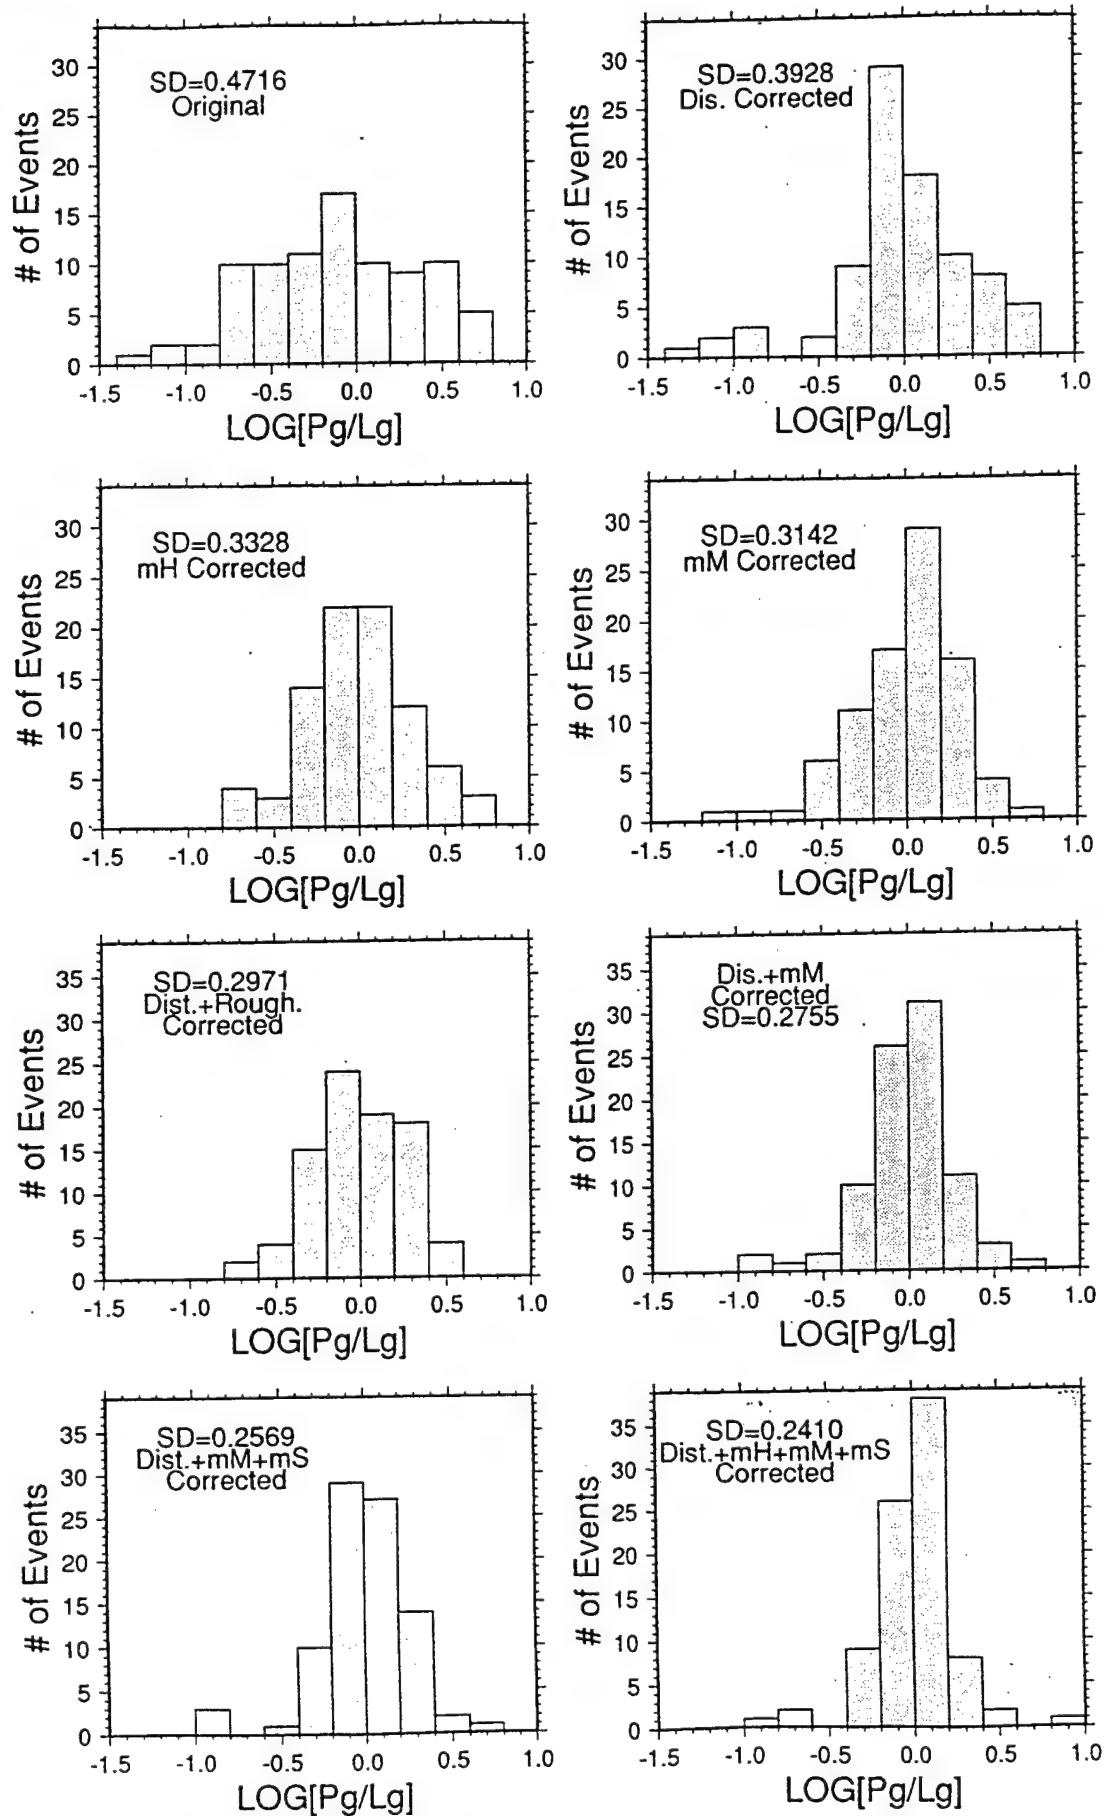 SD=0.4716
Original
# of Events
30
25
20
15
10
5
0
-1.5 -1.0 -0.5 0.0 0.5 1.0
LOG[Pg/Lg]
SD=0.3928
Dis. Corrected
# of Events
30
25
20
15
10
5
0
-1.5 -1.0 -0.5 0.0 0.5 1.0
LOG[Pg/Lg]
SD=0.3328
mH Corrected
# of Events
30
25
20
15
10
5
0
-1.5 -1.0 -0.5 0.0 0.5 1.0
LOG[Pg/Lg]
SD=0.3142
mM Corrected
# of Events
30
25
20
15
10
5
0
-1.5 -1.0 -0.5 0.0 0.5 1.0
LOG[Pg/Lg]
SD=0.2971
Dist.+Rough.
Corrected
# of Events
35
30
25
20
15
10
5
0
-1.5 -1.0 -0.5 0.0 0.5 1.0
LOG[Pg/Lg]
Dis.+mM
Corrected
SD=0.2755
# of Events
35
30
25
20
15
10
5
0
-1.5 -1.0 -0.5 0.0 0.5 1.0
LOG[Pg/Lg]
SD=0.2569
Dist.+mM+mS
Corrected
# of Events
35
30
25
20
15
10
5
0
-1.5 -1.0 -0.5 0.0 0.5 1.0
LOG[Pg/Lg]
SD=0.2410
Dist.+mH+mM+mS
Corrected
# of Events
35
30
25
20
15
10
5
0
-1.5 -1.0 -0.5 0.0 0.5 1.0
LOG[Pg/Lg]